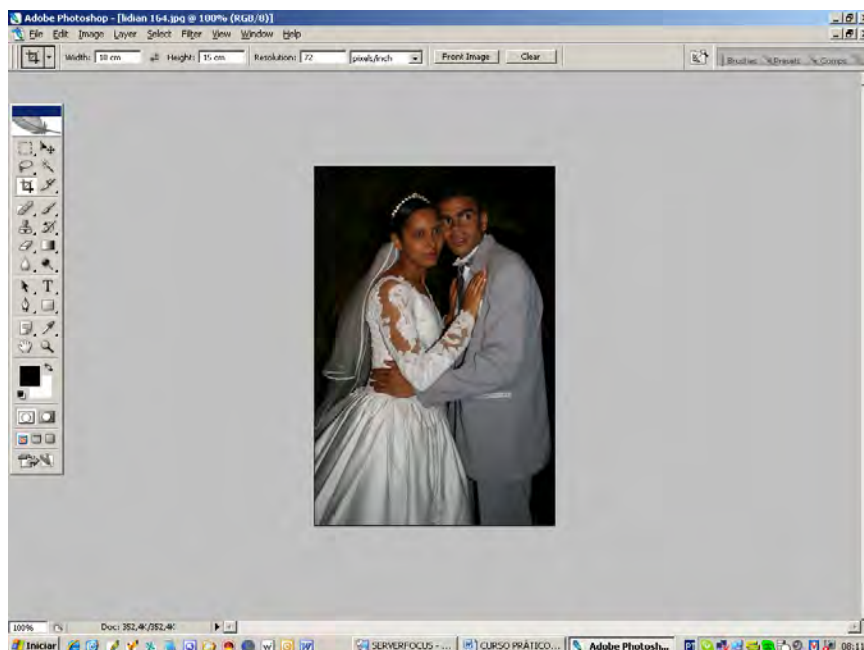 Adobe Photoshop - [lidian 164.jpg @ 100% (RGB/8)]
File Edit Image Layer Select Filter View Window Help
Width: 10 cm Height: 15 cm Resolution: 72 pixels/inch Front Image Clear Brushes Presets Comps
T
100% Doc: 352,4K/352,4K
Iniciar SERVERFOCUS - ... CURSO PRÁTICO... Adobe Photosh...